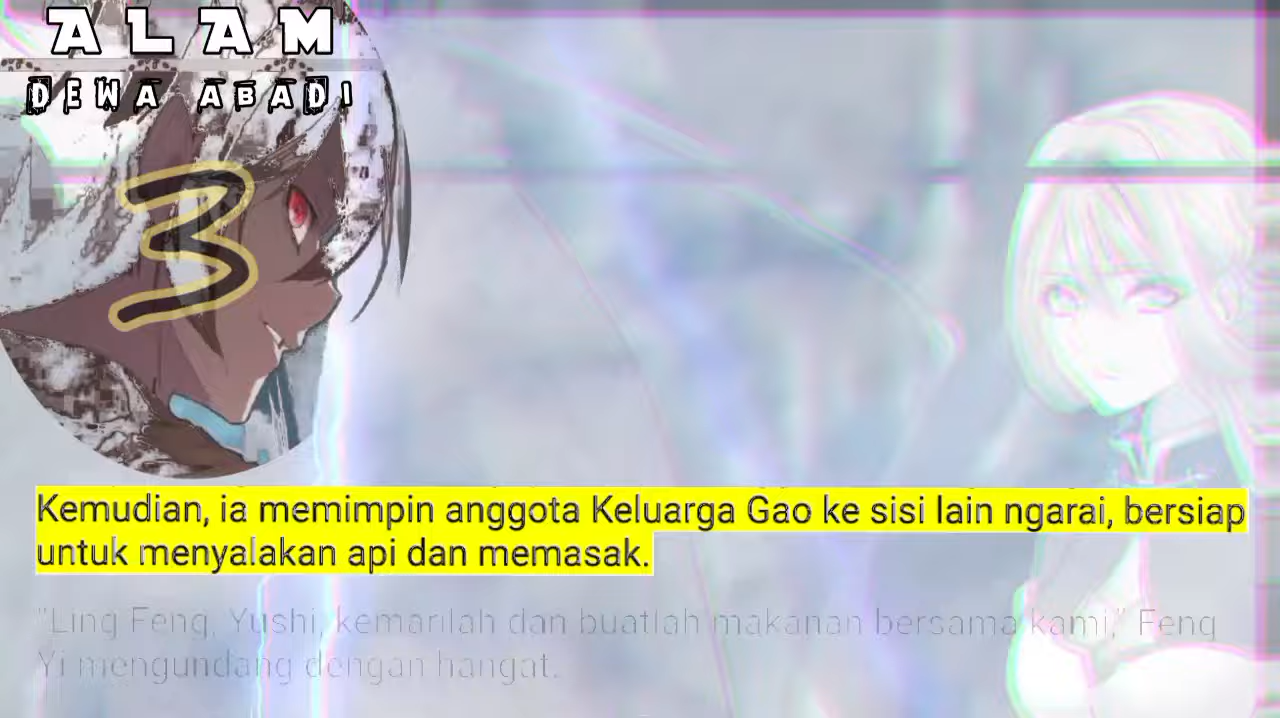 ALAM
DEWA ABADI
3
Kemudian, ia memimpin anggota Keluarga Gao ke sisi lain ngarai, bersiap
untuk menyalakan api dan memasak.
"Ling Feng, Yushi, kemarilah dan buatlah makanan bersama kami," Feng
Yi mengundang dengan hangat.